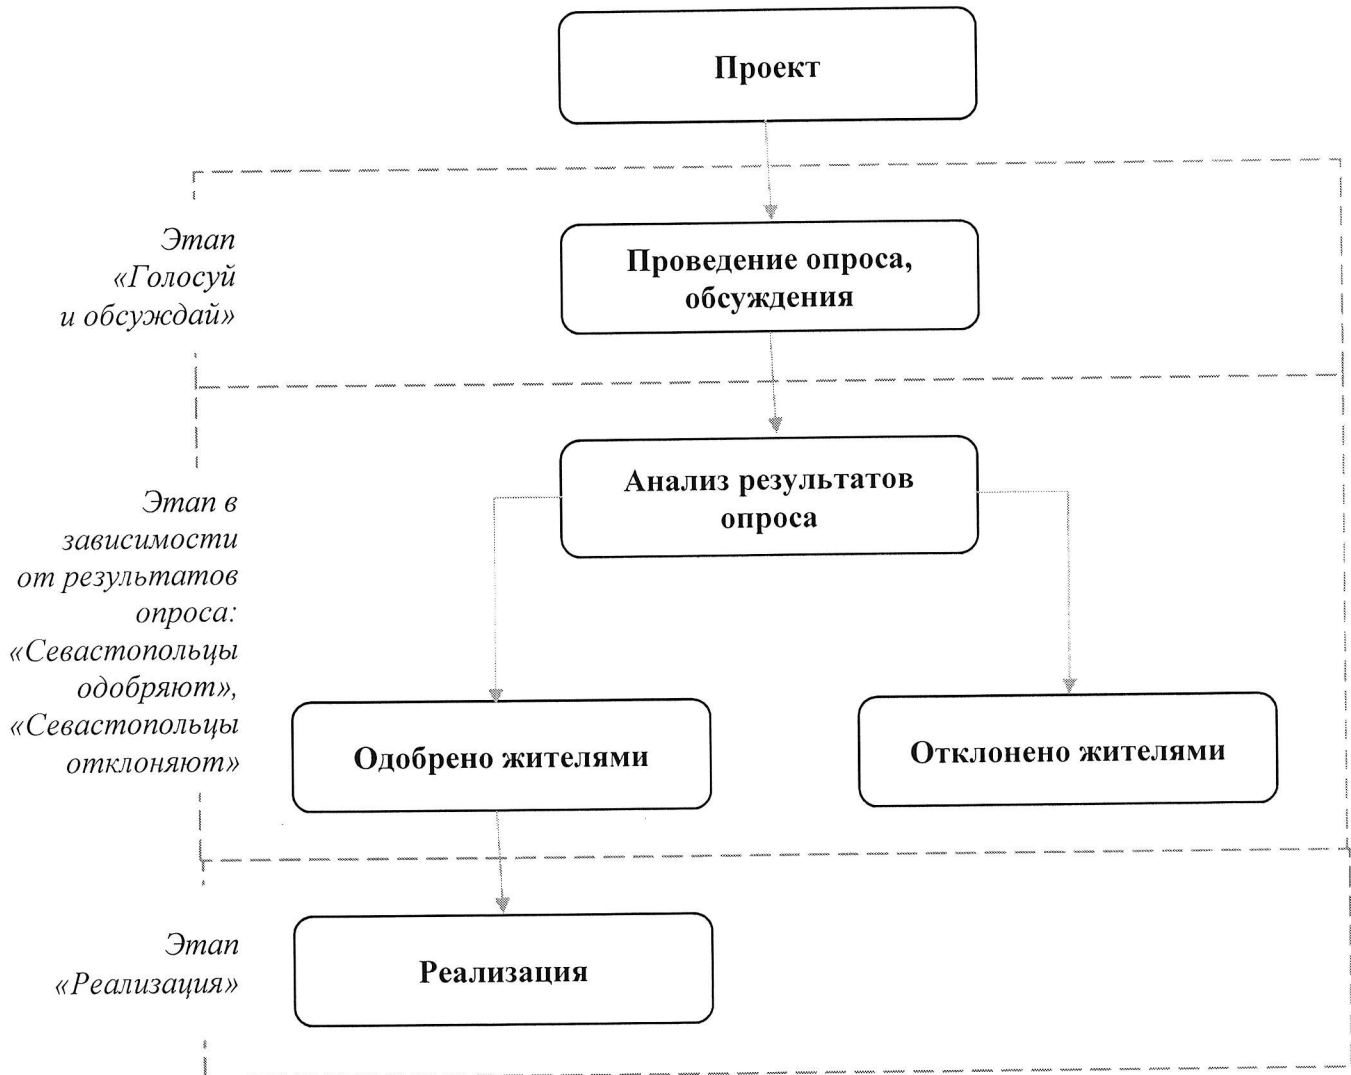 Проект
Этап
«Голосуй
и обсуждай»
Проведение опроса,
обсуждения
Этап в
зависимости
от результатов
опроса:
«Севастопольцы
одобряют»,
«Севастопольцы
отклоняют»
Анализ результатов
опроса
Одобрено жителями
Отклонено жителями
Этап
«Реализация»
Реализация